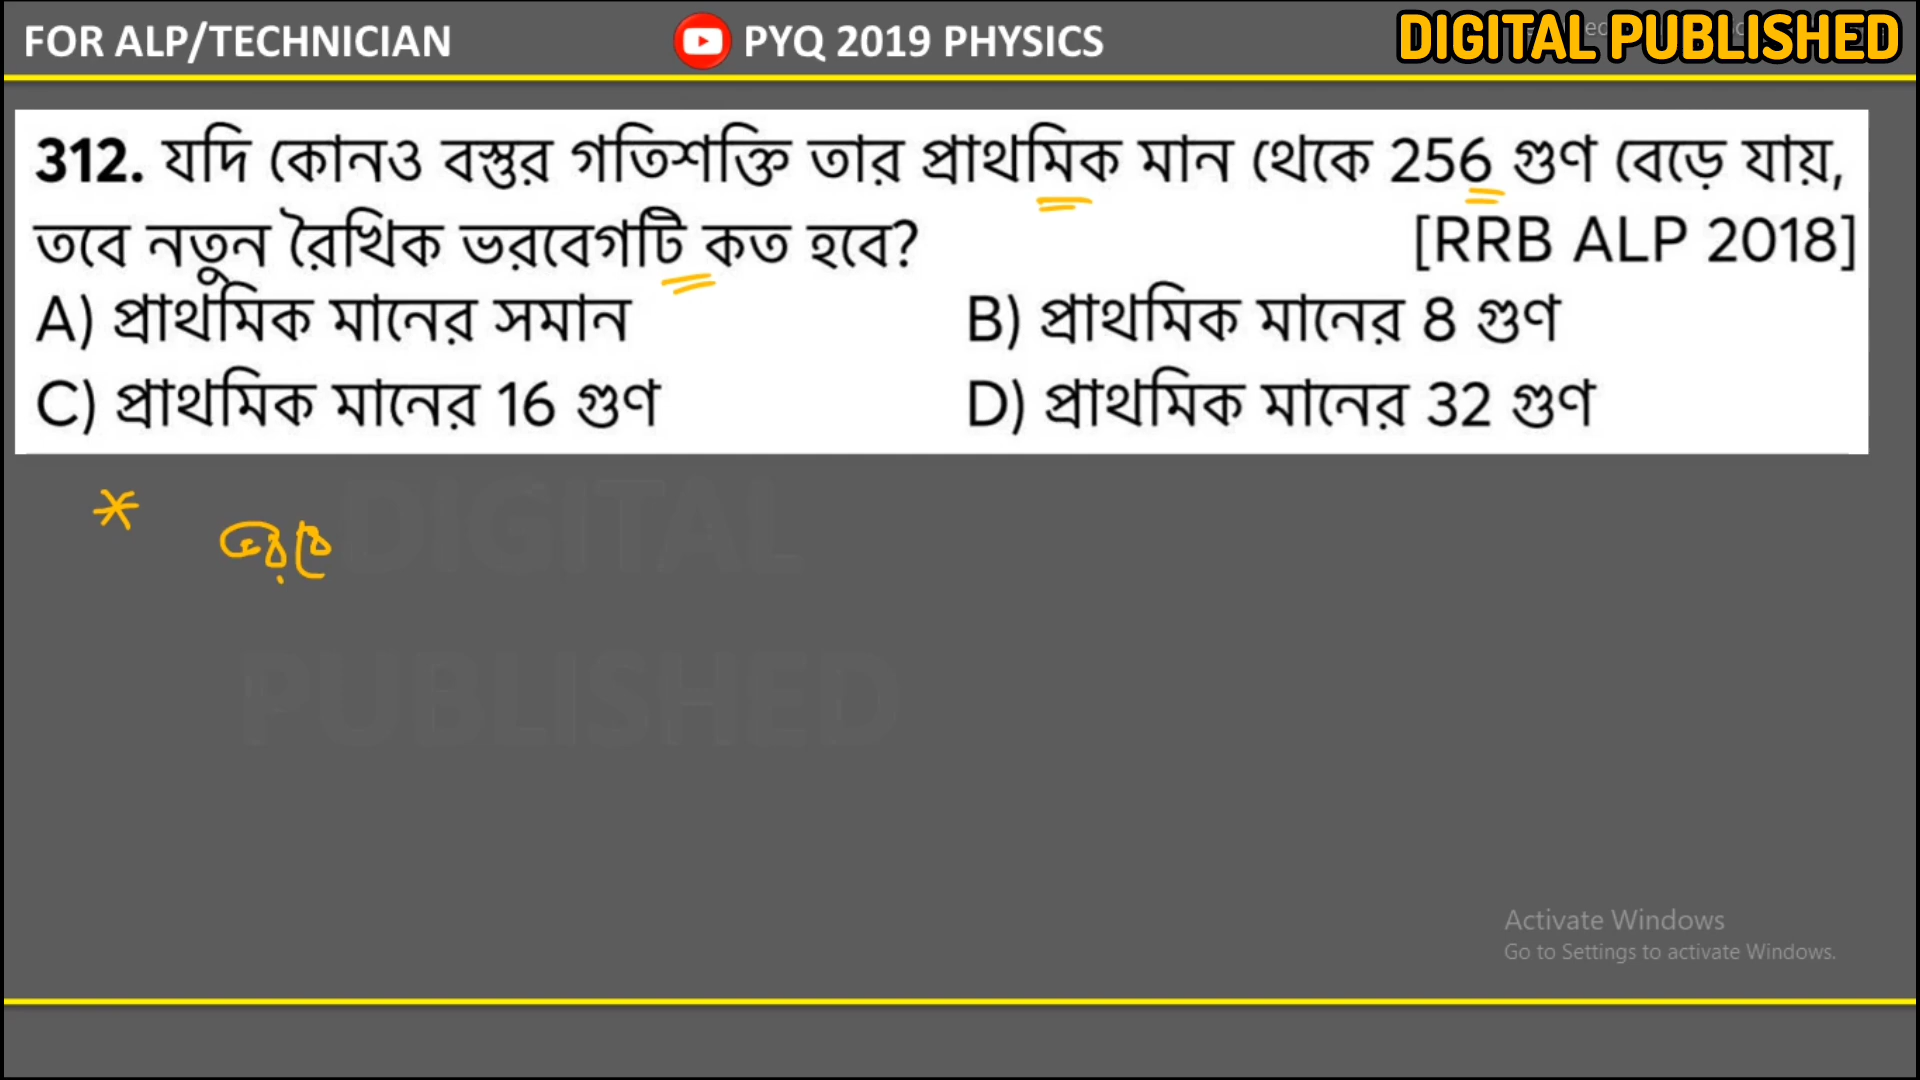 FOR ALP/TECHNICIAN
PYQ 2019 PHYSICS
DIGITAL PUBLISHED
312. যদি কোনও বস্তুর গতিশক্তি তার প্রাথমিক মান থেকে 256 গুণ বেড়ে যায়,
তবে নতুন রৈখিক ভরবেগটি কত হবে? [RRB ALP 2018]
A) প্রাথমিক মানের সমান B) প্রাথমিক মানের 8 গুণ
C) প্রাথমিক মানের 16 গুণ D) প্রাথমিক মানের 32 গুণ
ভরবে
DIGITAL
PUBLISHED
Activate Windows
Go to Settings to activate Windows.